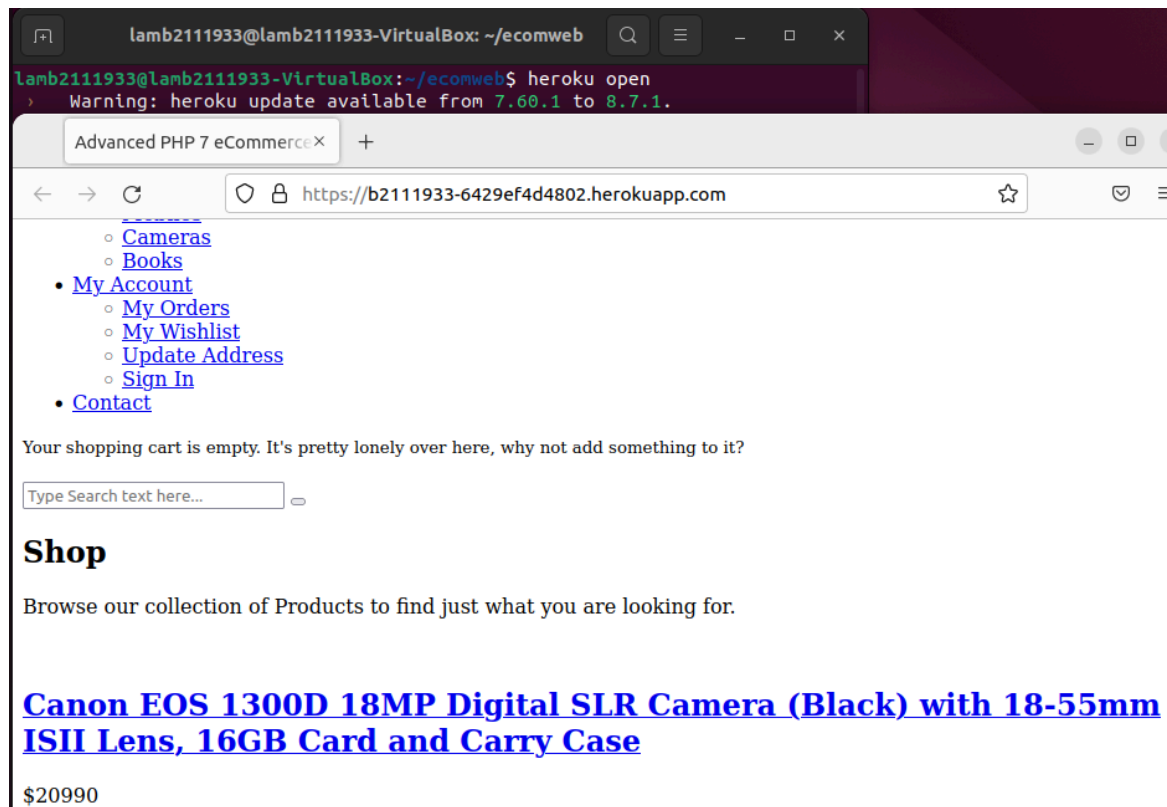 lamb2111933@lamb2111933-VirtualBox: ~/ecomweb
lamb2111933@lamb2111933-VirtualBox:~/ecomweb$ heroku open
› Warning: heroku update available from 7.60.1 to 8.7.1.
Advanced PHP 7 eCommerce
https://b2111933-6429ef4d4802.herokuapp.com
Cameras
Books
My Account
My Orders
My Wishlist
Update Address
Sign In
Contact
Your shopping cart is empty. It's pretty lonely over here, why not add something to it?
Type Search text here...
Shop
Browse our collection of Products to find just what you are looking for.
Canon EOS 1300D 18MP Digital SLR Camera (Black) with 18-55mm
ISII Lens, 16GB Card and Carry Case
$20990